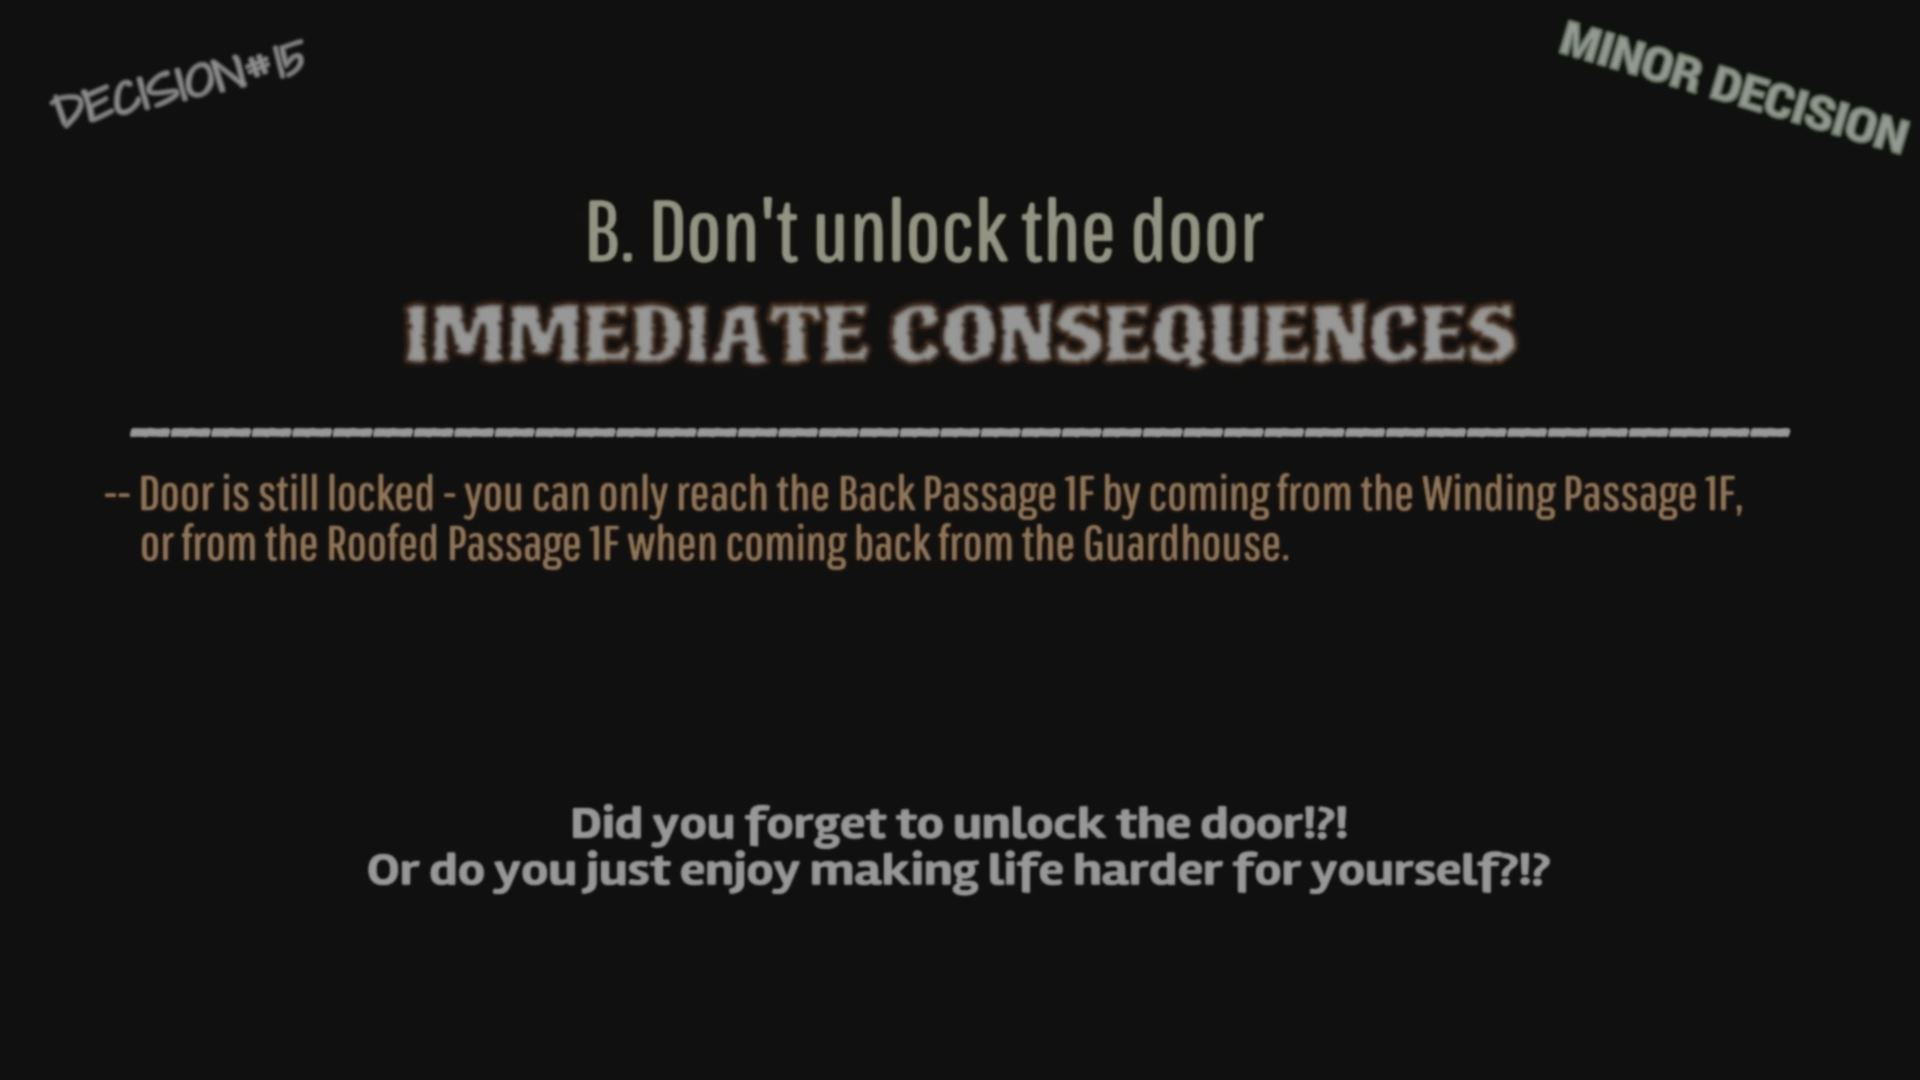 DECISION#15
MINOR DECISION
B. Don't unlock the door
IMMEDIATE CONSEQUENCES
-- Door is still locked - you can only reach the Back Passage 1F by coming from the Winding Passage 1F,
or from the Roofed Passage 1F when coming back from the Guardhouse.
Did you forget to unlock the door!?!
Or do you just enjoy making life harder for yourself?!?